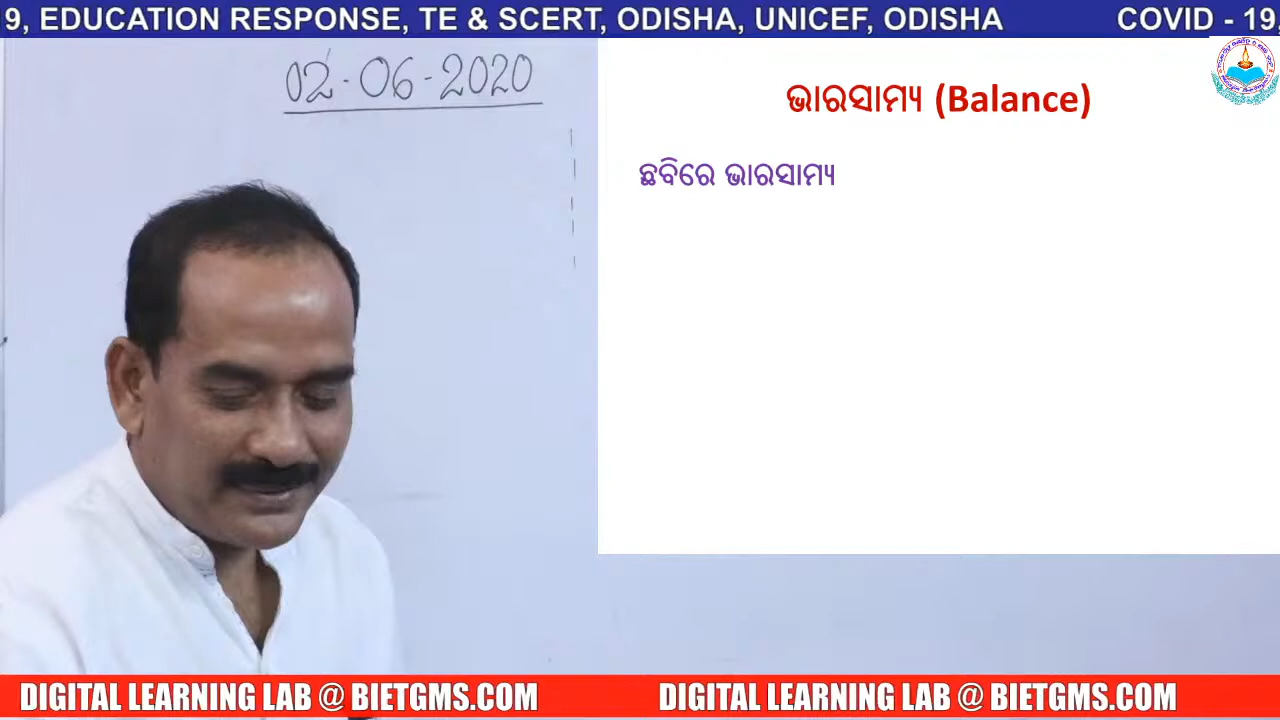 9, EDUCATION RESPONSE, TE & SCERT, ODISHA, UNICEF, ODISHA COVID - 19,
02-06-2020
ଭାରସାମ୍ୟ (Balance)
ଛବିରେ ଭାରସାମ୍ୟ
DIGITAL LEARNING LAB @ BIETGMS.COM DIGITAL LEARNING LAB @ BIETGMS.COM